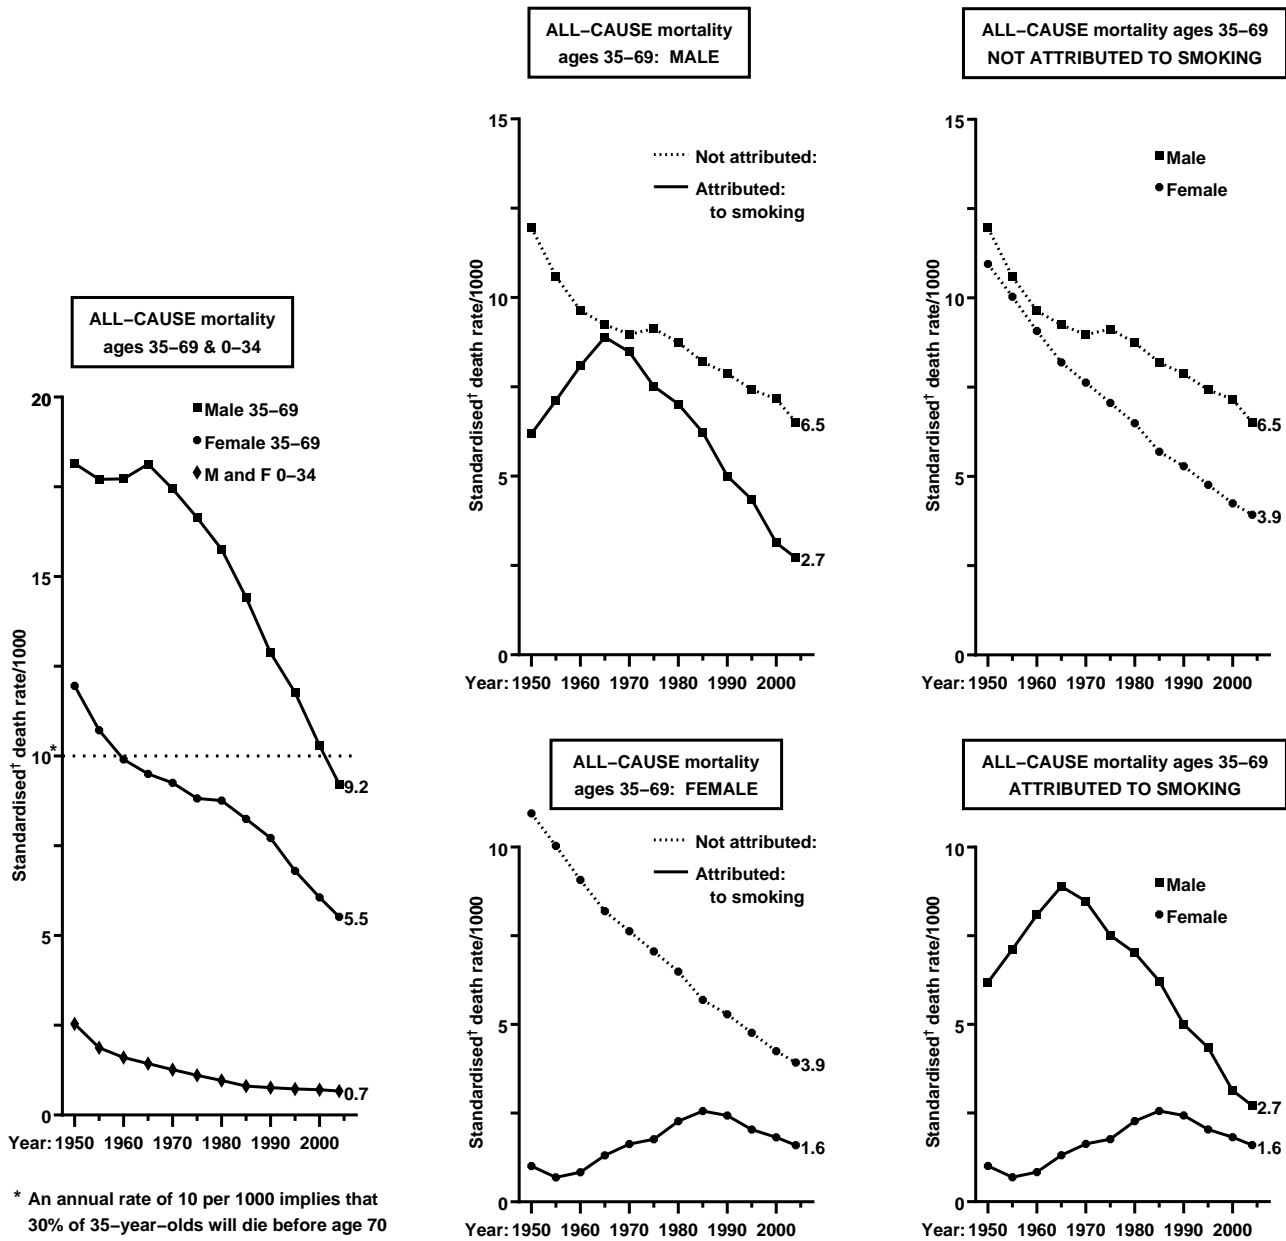 ALL–CAUSE mortality
ages 35–69 & 0–34
20
15
10
*
5
0
Standardised† death rate/1000
Male 35–69
Female 35–69
M and F 0–34
9.2
5.5
0.7
Year: 1950 1960 1970 1980 1990 2000
* An annual rate of 10 per 1000 implies that
30% of 35–year–olds will die before age 70
ALL–CAUSE mortality
ages 35–69: MALE
15
10
5
0
Standardised† death rate/1000
Not attributed:
Attributed:
to smoking
6.5
2.7
Year: 1950 1960 1970 1980 1990 2000
ALL–CAUSE mortality ages 35–69
NOT ATTRIBUTED TO SMOKING
15
10
5
0
Standardised† death rate/1000
Male
Female
6.5
3.9
Year: 1950 1960 1970 1980 1990 2000
ALL–CAUSE mortality
ages 35–69: FEMALE
10
5
0
Standardised† death rate/1000
Not attributed:
Attributed:
to smoking
3.9
1.6
Year: 1950 1960 1970 1980 1990 2000
ALL–CAUSE mortality ages 35–69
ATTRIBUTED TO SMOKING
10
5
0
Standardised† death rate/1000
Male
Female
2.7
1.6
Year: 1950 1960 1970 1980 1990 2000